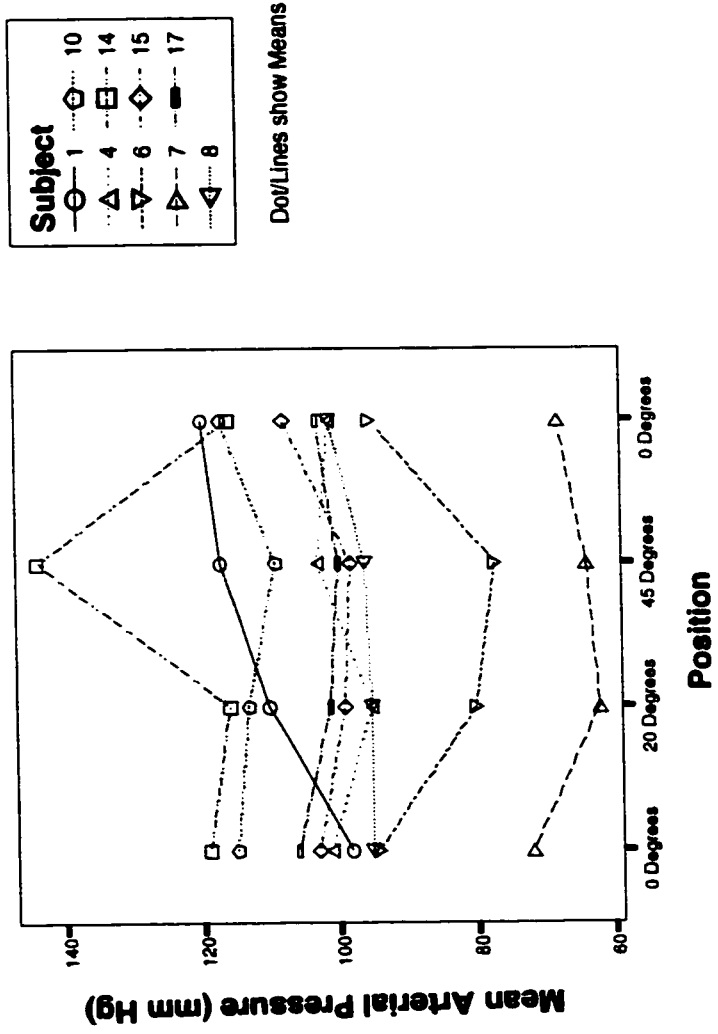 Subject
1 10
4 14
6 15
7 17
8
Dot/Lines show Means
Mean Arterial Pressure (mm Hg)
140
120
100
80
60
0 Degrees 20 Degrees 45 Degrees 0 Degrees
Position